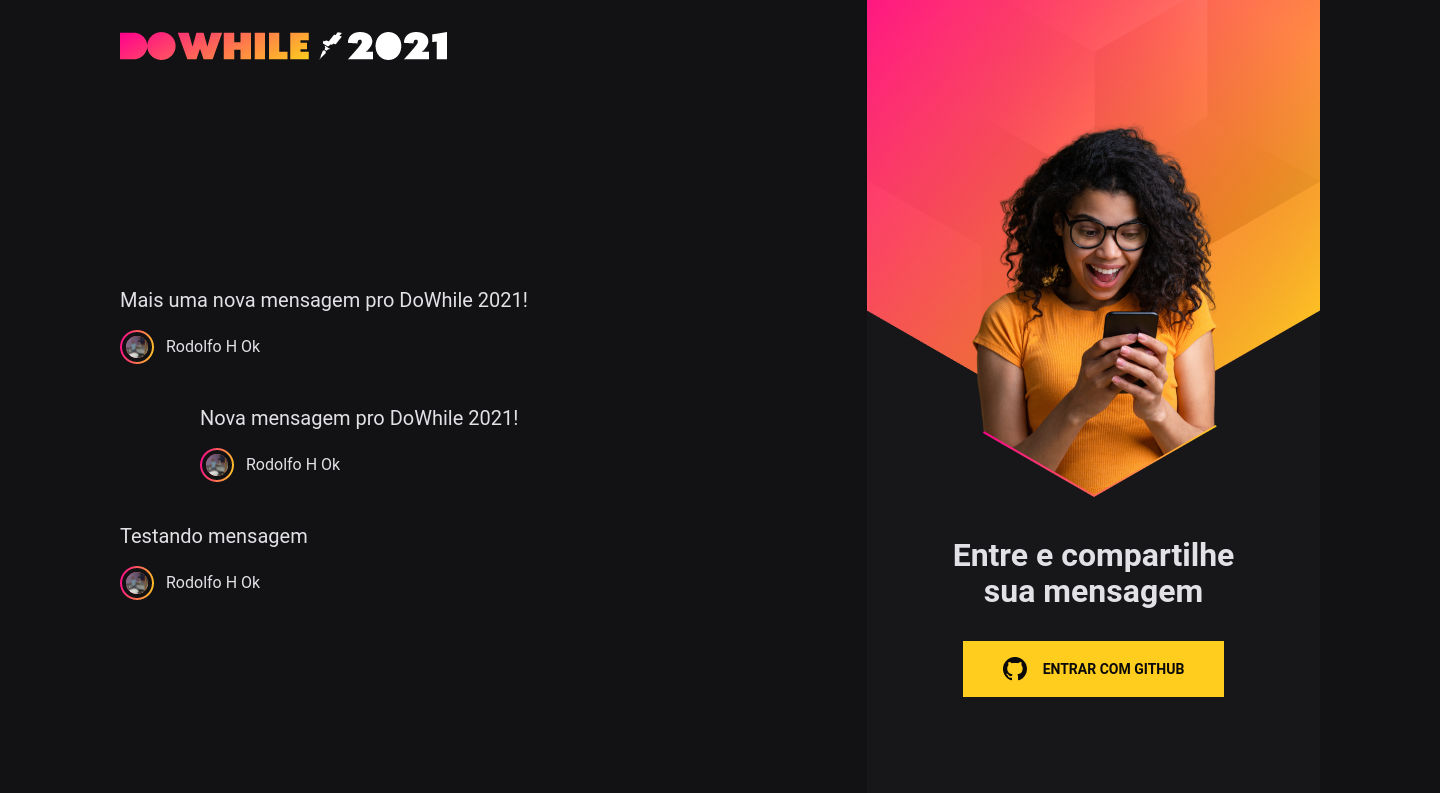 DOWHILE 2021
Mais uma nova mensagem pro DoWhile 2021!
Rodolfo H Ok
Nova mensagem pro DoWhile 2021!
Rodolfo H Ok
Testando mensagem
Rodolfo H Ok
Entre e compartilhe
sua mensagem
ENTRAR COM GITHUB